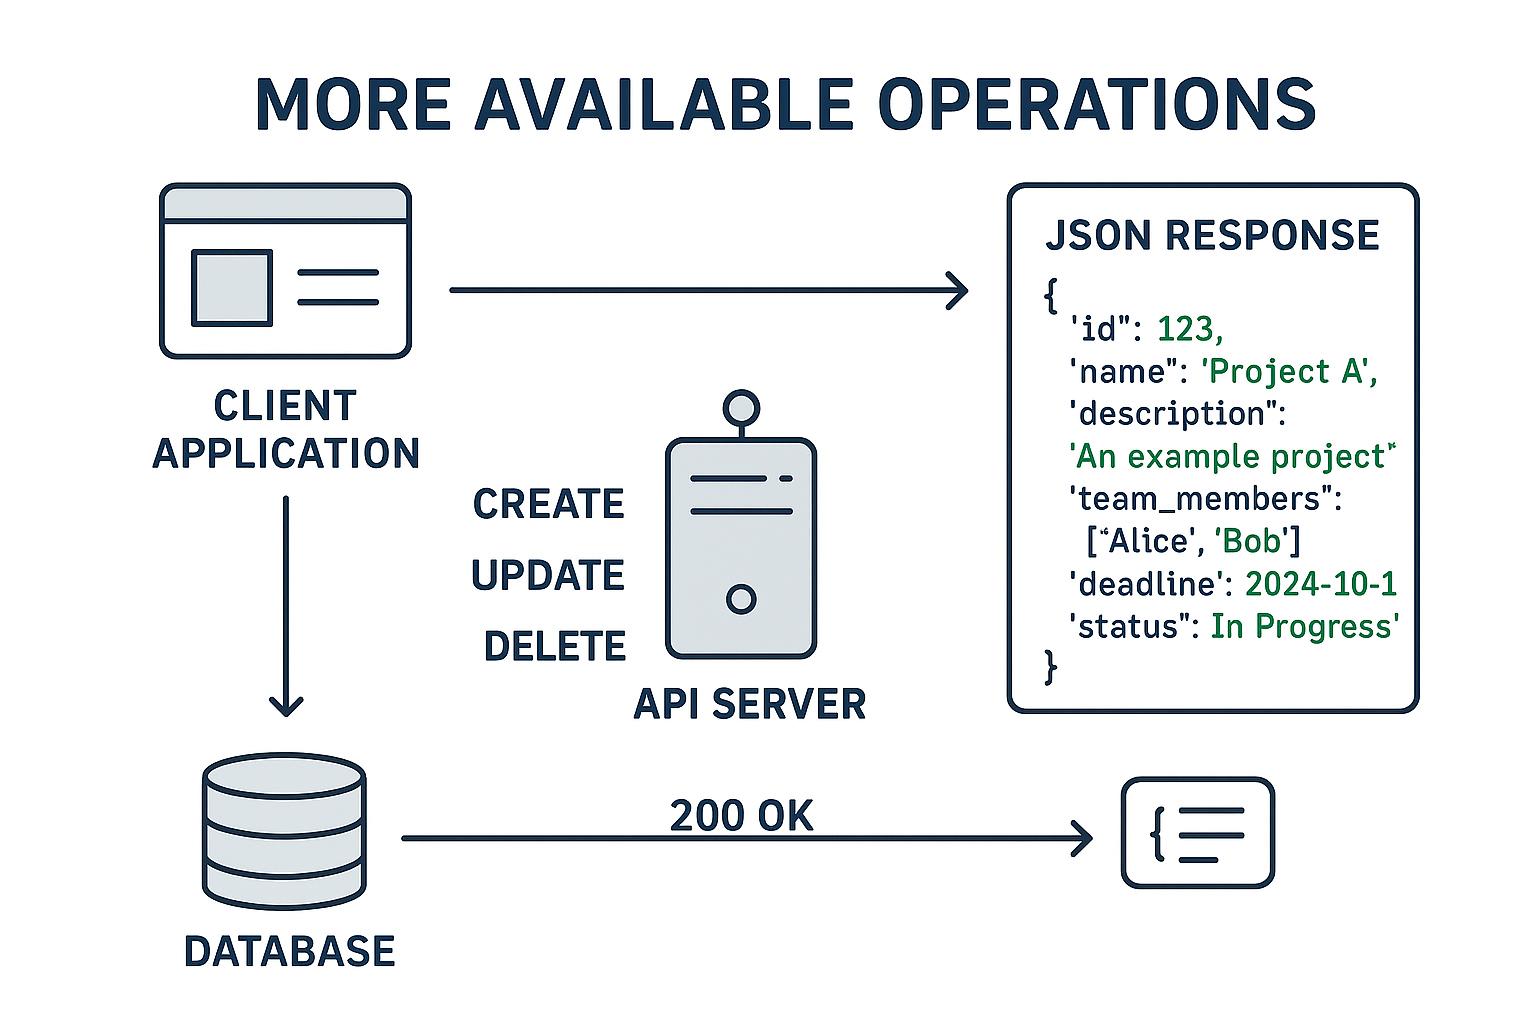 MORE AVAILABLE OPERATIONS
CLIENT
APPLICATION
CREATE
UPDATE
DELETE
API SERVER
JSON RESPONSE
{
'id": 123,
'name": 'Project A',
'description":
'An example project"
'team_members":
["Alice', 'Bob']
'deadline': 2024-10-1
'status": In Progress'
}
200 OK
{
DATABASE